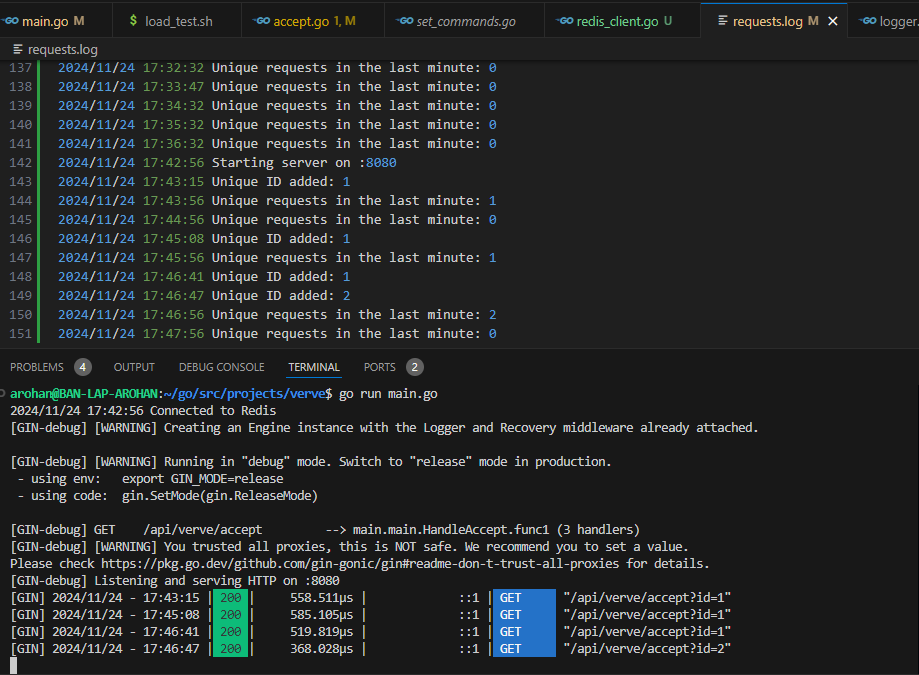 GO main.go M $ load_test.sh GO accept.go 1, M GO set_commands.go GO redis_client.go U requests.log M GO logger.
requests.log
137 2024/11/24 17:32:32 Unique requests in the last minute: 0
138 2024/11/24 17:33:47 Unique requests in the last minute: 0
139 2024/11/24 17:34:32 Unique requests in the last minute: 0
140 2024/11/24 17:35:32 Unique requests in the last minute: 0
141 2024/11/24 17:36:32 Unique requests in the last minute: 0
142 2024/11/24 17:42:56 Starting server on :8080
143 2024/11/24 17:43:15 Unique ID added: 1
144 2024/11/24 17:43:56 Unique requests in the last minute: 1
145 2024/11/24 17:44:56 Unique requests in the last minute: 0
146 2024/11/24 17:45:08 Unique ID added: 1
147 2024/11/24 17:45:56 Unique requests in the last minute: 1
148 2024/11/24 17:46:41 Unique ID added: 1
149 2024/11/24 17:46:47 Unique ID added: 2
150 2024/11/24 17:46:56 Unique requests in the last minute: 2
151 2024/11/24 17:47:56 Unique requests in the last minute: 0
PROBLEMS 4 OUTPUT DEBUG CONSOLE TERMINAL PORTS 2
arohan@BAN-LAP-AROHAN:~/go/src/projects/verve$ go run main.go
2024/11/24 17:42:56 Connected to Redis
[GIN-debug] [WARNING] Creating an Engine instance with the Logger and Recovery middleware already attached.
[GIN-debug] [WARNING] Running in "debug" mode. Switch to "release" mode in production.
- using env: export GIN_MODE=release
- using code: gin.SetMode(gin.ReleaseMode)
[GIN-debug] GET /api/verve/accept --> main.main.HandleAccept.func1 (3 handlers)
[GIN-debug] [WARNING] You trusted all proxies, this is NOT safe. We recommend you to set a value.
Please check https://pkg.go.dev/github.com/gin-gonic/gin#readme-don-t-trust-all-proxies for details.
[GIN-debug] Listening and serving HTTP on :8080
[GIN] 2024/11/24 - 17:43:15 | 200 | 558.511µs | ::1 | GET "/api/verve/accept?id=1"
[GIN] 2024/11/24 - 17:45:08 | 200 | 585.105µs | ::1 | GET "/api/verve/accept?id=1"
[GIN] 2024/11/24 - 17:46:41 | 200 | 519.819µs | ::1 | GET "/api/verve/accept?id=1"
[GIN] 2024/11/24 - 17:46:47 | 200 | 368.028µs | ::1 | GET "/api/verve/accept?id=2"